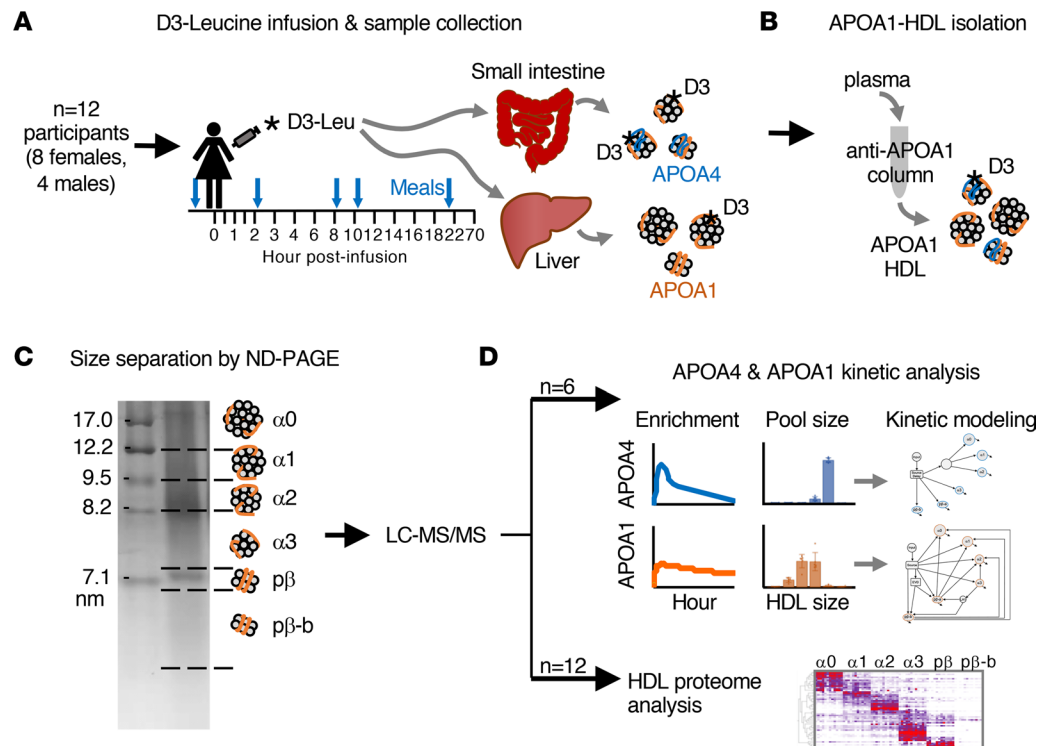 A
D3-Leucine infusion & sample collection
n=12
participants
(8 females,
4 males)
* D3-Leu
Meals
0 1 2 3 4 6 8 10 12 14 16 18 22 70
Hour post-infusion
Small intestine
D3
D3
APOA4
Liver
D3
APOA1
B
APOA1-HDL isolation
plasma
anti-APOA1
column
D3
APOA1
HDL
C
Size separation by ND-PAGE
17.0
12.2
9.5
8.2
7.1
nm
α0
α1
α2
α3
pβ
pβ-b
LC-MS/MS
D
APOA4 & APOA1 kinetic analysis
n=6
Enrichment
Pool size
Kinetic modeling
APOA4
APOA1
Hour
HDL size
n=12
HDL proteome
analysis
α0 α1 α2 α3 pβ pβ-b